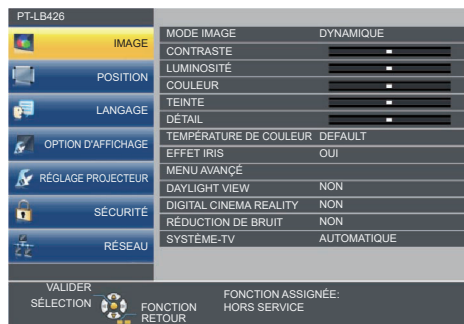 PT-LB426
IMAGE
POSITION
LANGAGE
OPTION D'AFFICHAGE
RÉGLAGE PROJECTEUR
SÉCURITÉ
RÉSEAU
MODE IMAGE DYNAMIQUE
CONTRASTE
LUMINOSITÉ
COULEUR
TEINTE
DÉTAIL
TEMPÉRATURE DE COULEUR DEFAULT
EFFET IRIS OUI
MENU AVANÇÉ
DAYLIGHT VIEW NON
DIGITAL CINEMA REALITY NON
RÉDUCTION DE BRUIT NON
SYSTÈME-TV AUTOMATIQUE
VALIDER
SÉLECTION
FONCTION
RETOUR
FONCTION ASSIGNÉE:
HORS SERVICE